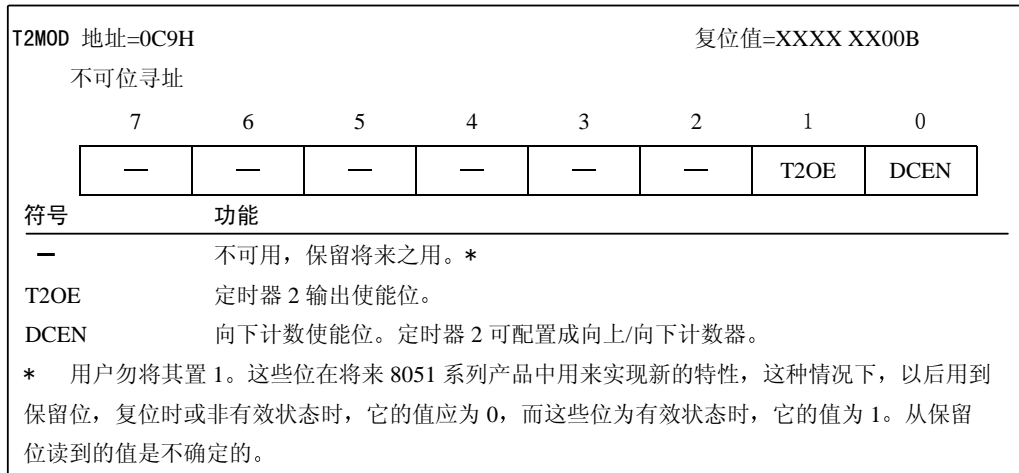 T2MOD 地址=0C9H 复位值=XXXX XX00B
不可位寻址
7 6 5 4 3 2 1 0
— — — — — — T2OE DCEN
符号 功能
— 不可用，保留将来之用。*
T2OE 定时器 2 输出使能位。
DCEN 向下计数使能位。定时器 2 可配置成向上/向下计数器。
* 用户勿将其置 1。这些位在将来 8051 系列产品中用来实现新的特性，这种情况下，以后用到
保留位，复位时或非有效状态时，它的值应为 0，而这些位为有效状态时，它的值为 1。从保留
位读到的值是不确定的。